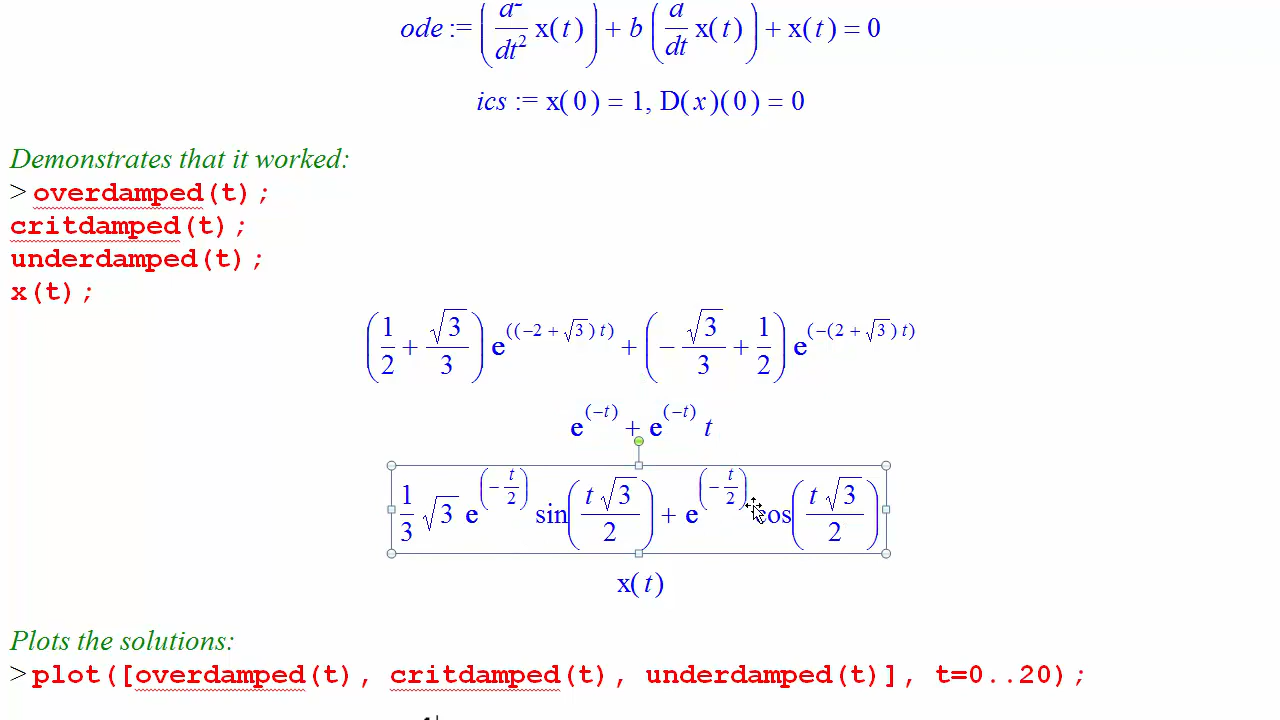 ode := (d²/dt² x(t)) + b (d/dt x(t)) + x(t) = 0
ics := x(0) = 1, D(x)(0) = 0
Demonstrates that it worked:
> overdamped(t);
critdamped(t);
underdamped(t);
x(t);
(1/2 + √3/3) e^((−2 + √3) t) + (−√3/3 + 1/2) e^(−(2 + √3) t)
e^(−t) + e^(−t) t
1/3 √3 e^(−t/2) sin(t √3/2) + e^(−t/2) cos(t √3/2)
x(t)
Plots the solutions:
> plot([overdamped(t), critdamped(t), underdamped(t)], t=0..20);